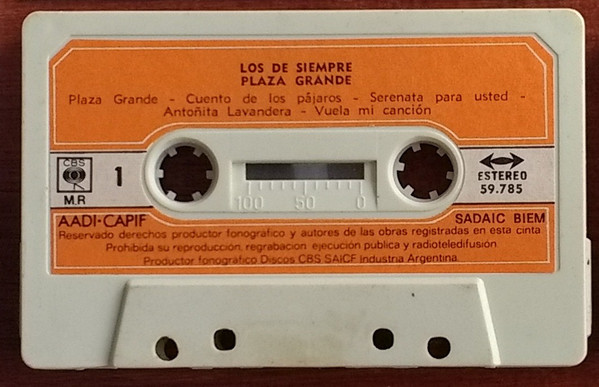 LOS DE SIEMPRE
PLAZA GRANDE
Plaza Grande - Cuento de los pájaros - Serenata para usted -
Antoñita Lavandera - Vuela mi canción
CBS
M.R
1
100 50 0
ESTEREO
59.785
AADI-CAPIF
SADAIC BIEM
Reservado derechos productor fonográfico y autores de las obras registradas en esta cinta
Prohibida su reproducción, regrabacion ejecución publica y radioteledifusión.
Productor fonografico Discos CBS SAICF Industria Argentina.